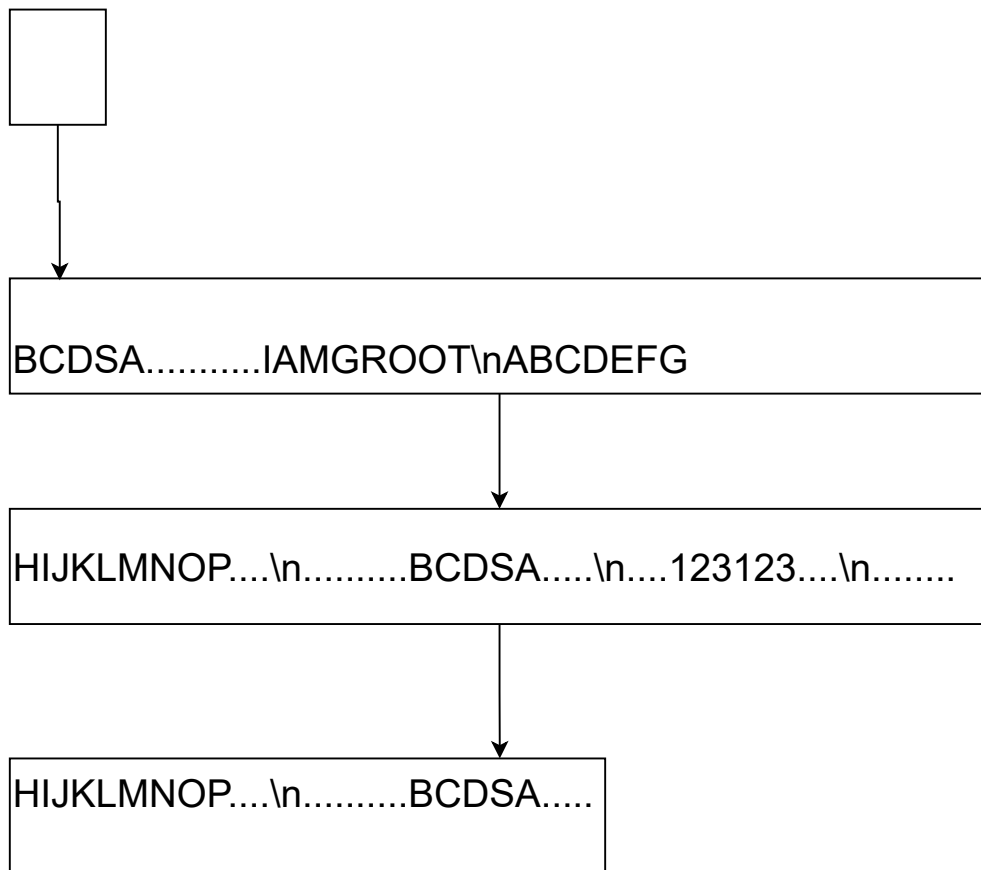 BCDSA...........IAMGROOT\nABCDEFG
HIJKLMNOP....\n..........BCDSA.....\n....123123....\n........
HIJKLMNOP....\n..........BCDSA.....